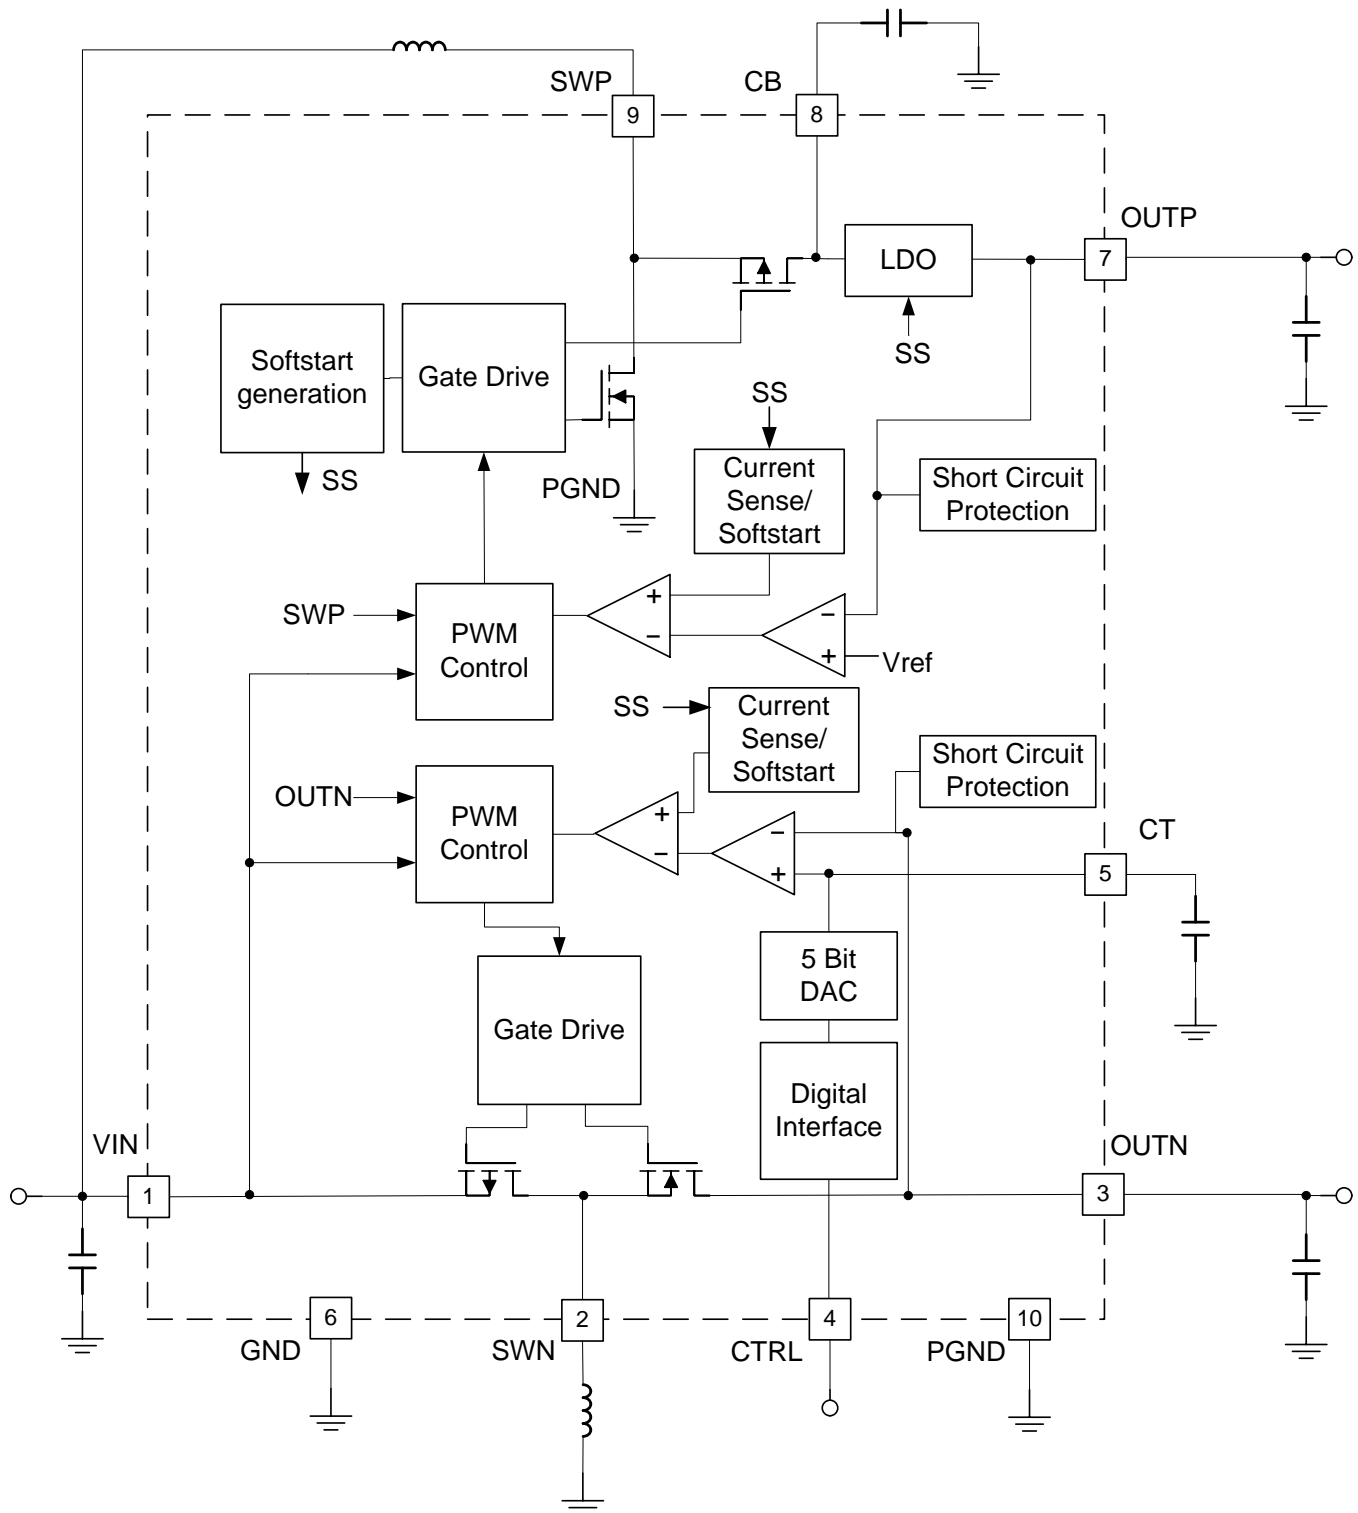 SWP
CB
9
8
OUTP
7
LDO
SS
Softstart
generation
Gate Drive
SS
SS
Current
Sense/
Softstart
PGND
Short Circuit
Protection
SWP
PWM
Control
+
−
−
+
Vref
SS
Current
Sense/
Softstart
Short Circuit
Protection
OUTN
PWM
Control
+
−
−
+
CT
5
5 Bit
DAC
Gate Drive
Digital
Interface
VIN
1
OUTN
3
6
GND
2
SWN
4
CTRL
10
PGND